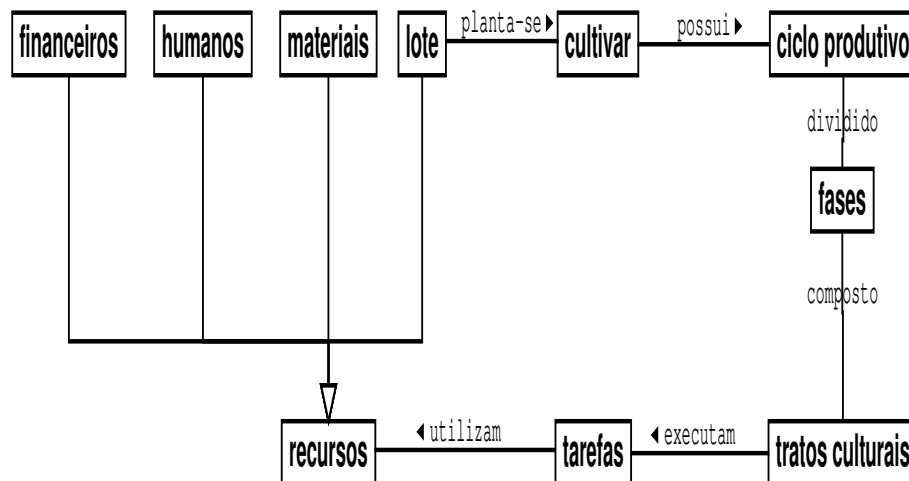 financeiros
humanos
materiais
lote
planta-se
cultivar
possui
ciclo produtivo
dividido
fases
composto
recursos
utilizam
tarefas
executam
tratos culturais